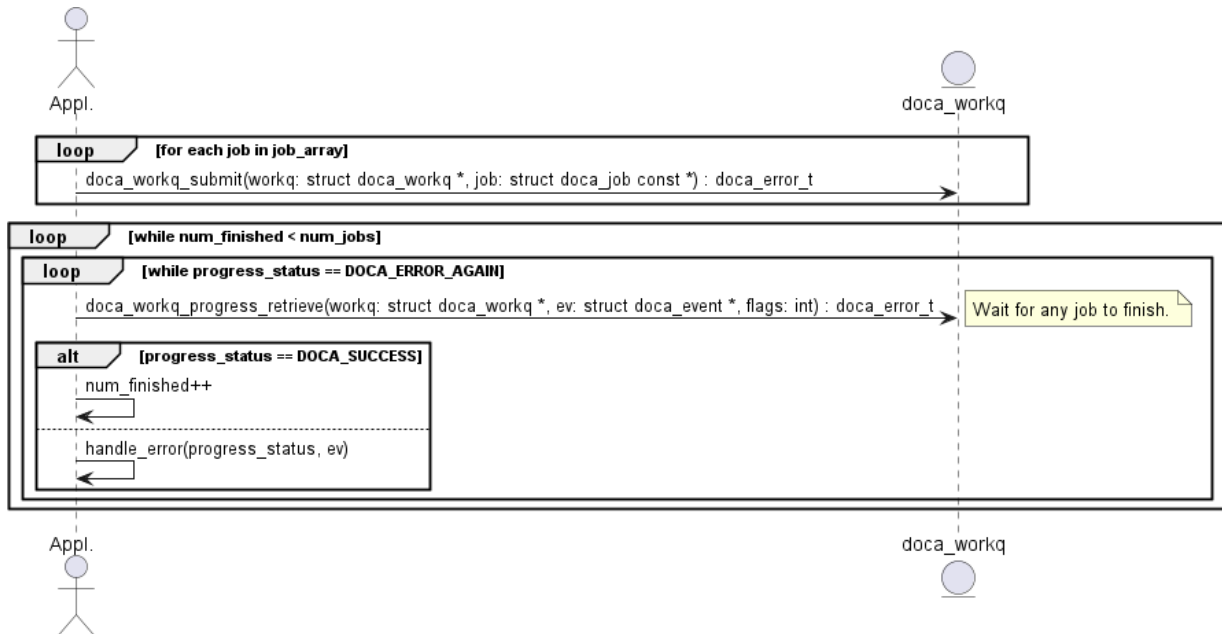 Appl.
doca_workq
loop [for each job in job_array]
doca_workq_submit(workq: struct doca_workq *, job: struct doca_job const *) : doca_error_t
loop [while num_finished < num_jobs]
loop [while progress_status == DOCA_ERROR_AGAIN]
doca_workq_progress_retrieve(workq: struct doca_workq *, ev: struct doca_event *, flags: int) : doca_error_t
Wait for any job to finish.
alt [progress_status == DOCA_SUCCESS]
num_finished++
handle_error(progress_status, ev)
Appl.
doca_workq